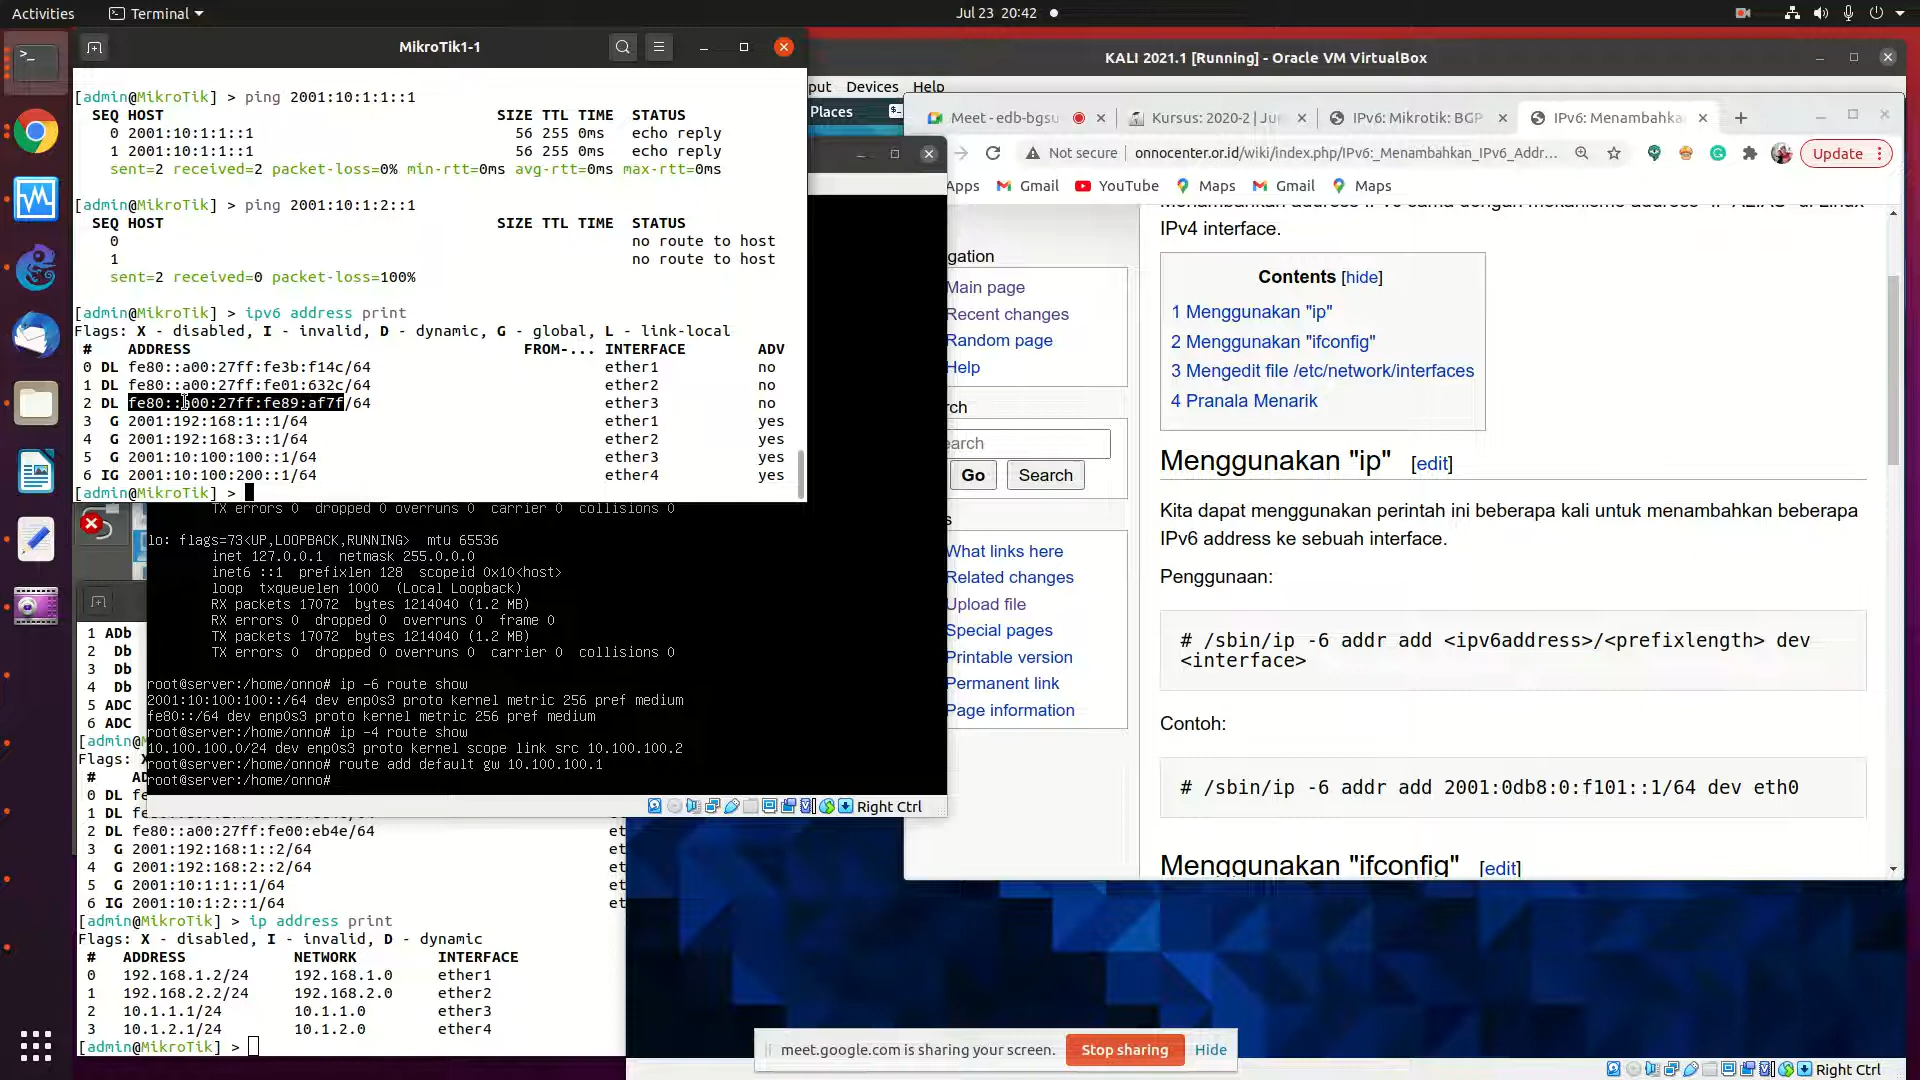 Activities
Terminal
Jul 23 20:42
MikroTik1-1
[admin@MikroTik] > ping 2001:10:1:1::1
SEQ HOST SIZE TTL TIME STATUS
0 2001:10:1:1::1 56 255 0ms echo reply
1 2001:10:1:1::1 56 255 0ms echo reply
sent=2 received=2 packet-loss=0% min-rtt=0ms avg-rtt=0ms max-rtt=0ms
[admin@MikroTik] > ping 2001:10:1:2::1
SEQ HOST SIZE TTL TIME STATUS
0 no route to host
1 no route to host
sent=2 received=0 packet-loss=100%
[admin@MikroTik] > ipv6 address print
Flags: X - disabled, I - invalid, D - dynamic, G - global, L - link-local
# ADDRESS FROM-... INTERFACE ADV
0 DL fe80::a00:27ff:fe3b:f14c/64 ether1 no
1 DL fe80::a00:27ff:fe01:632c/64 ether2 no
2 DL fe80::a00:27ff:fe89:af7f/64 ether3 no
3 G 2001:192:168:1::1/64 ether1 yes
4 G 2001:192:168:3::1/64 ether2 yes
5 G 2001:10:100:100::1/64 ether3 yes
6 IG 2001:10:100:200::1/64 ether4 yes
[admin@MikroTik] >
TX errors 0 dropped 0 overruns 0 carrier 0 collisions 0
lo: flags=73<UP,LOOPBACK,RUNNING> mtu 65536
inet 127.0.0.1 netmask 255.0.0.0
inet6 ::1 prefixlen 128 scopeid 0x10<host>
loop txqueuelen 1000 (Local Loopback)
RX packets 17072 bytes 1214040 (1.2 MB)
RX errors 0 dropped 0 overruns 0 frame 0
TX packets 17072 bytes 1214040 (1.2 MB)
TX errors 0 dropped 0 overruns 0 carrier 0 collisions 0
root@server:/home/onno# ip -6 route show
2001:10:100:100::/64 dev enp0s3 proto kernel metric 256 pref medium
fe80::/64 dev enp0s3 proto kernel metric 256 pref medium
root@server:/home/onno# ip -4 route show
10.100.100.0/24 dev enp0s3 proto kernel scope link src 10.100.100.2
root@server:/home/onno# route add default gw 10.100.100.1
root@server:/home/onno#
Right Ctrl
1 ADb
2 Db
3 Db
4 Db
5 ADC
6 ADC
[admin@
# AD
0 DL fe
1 DL
2 DL fe80::a00:27ff:fe00:eb4e/64 et
3 G 2001:192:168:1::2/64 et
4 G 2001:192:168:2::2/64 et
5 G 2001:10:1:1::1/64 et
6 IG 2001:10:1:2::1/64 et
[admin@MikroTik] > ip address print
Flags: X - disabled, I - invalid, D - dynamic
# ADDRESS NETWORK INTERFACE
0 192.168.1.2/24 192.168.1.0 ether1
1 192.168.2.2/24 192.168.2.0 ether2
2 10.1.1.1/24 10.1.1.0 ether3
3 10.1.2.1/24 10.1.2.0 ether4
[admin@MikroTik] >
KALI 2021.1 [Running] - Oracle VM VirtualBox
put Devices Help
Places
Meet - edb-bgsu
Kursus: 2020-2 | Ju
IPv6: Mikrotik: BGP
IPv6: Menambahka
Not secure
onnocenter.or.id/wiki/index.php/IPv6:_Menambahkan_IPv6_Addr...
Update
Apps Gmail YouTube Maps Gmail Maps
IPv4 interface.
Contents [hide]
1 Menggunakan "ip"
2 Menggunakan "ifconfig"
3 Mengedit file /etc/network/interfaces
4 Pranala Menarik
gation
Main page
Recent changes
Random page
Help
rch
earch
Go
Search
s
What links here
Related changes
Upload file
Special pages
Printable version
Permanent link
Page information
Menggunakan "ip" [edit]
Kita dapat menggunakan perintah ini beberapa kali untuk menambahkan beberapa
IPv6 address ke sebuah interface.
Penggunaan:
# /sbin/ip -6 addr add <ipv6address>/<prefixlength> dev
<interface>
Contoh:
# /sbin/ip -6 addr add 2001:0db8:0:f101::1/64 dev eth0
Menggunakan "ifconfig" [edit]
meet.google.com is sharing your screen.
Stop sharing
Hide
Right Ctrl